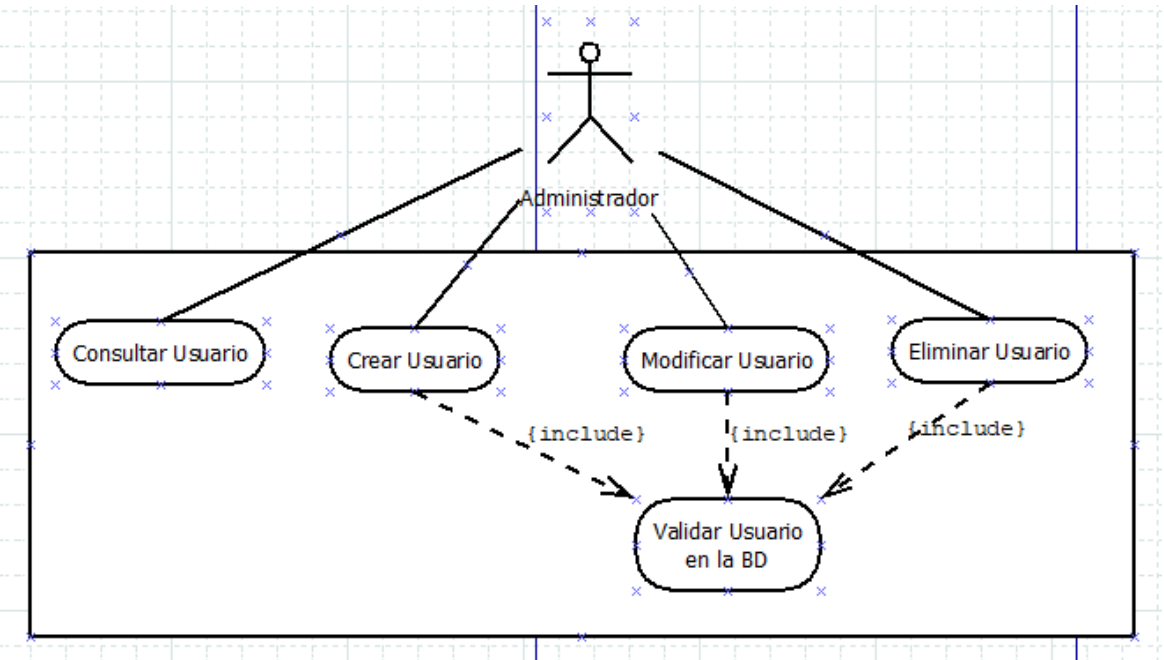 Administrador
Consultar Usuario
Crear Usuario
Modificar Usuario
Eliminar Usuario
{include}
{include}
{include}
Validar Usuario
en la BD